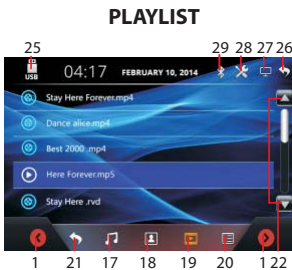 PLAYLIST
25 29 28 27 26
USB 04:17 FEBRUARY 10, 2014
Stay Here Forever.mp4
Dance alice.mp4
Best 2000 .mp4
Here Forever.mp5
Stay Here .rvd
1 21 17 18 19 20 1 22